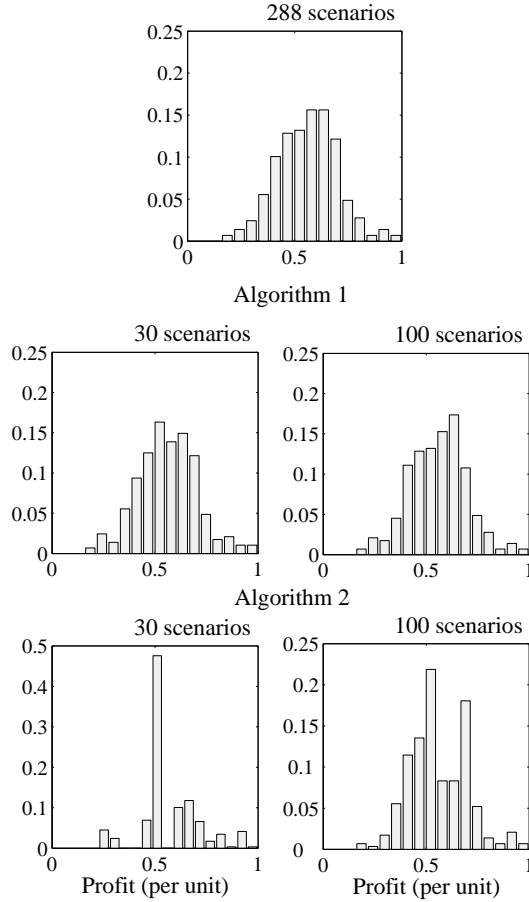 288 scenarios
0.25
0.2
0.15
0.1
0.05
0
0 0.5 1
Algorithm 1
30 scenarios 100 scenarios
0.25 0.25
0.2 0.2
0.15 0.15
0.1 0.1
0.05 0.05
0 0
0 0.5 1 0 0.5 1
Algorithm 2
30 scenarios 100 scenarios
0.5 0.25
0.4 0.2
0.3 0.15
0.2 0.1
0.1 0.05
0 0
0 0.5 1 0 0.5 1
Profit (per unit) Profit (per unit)